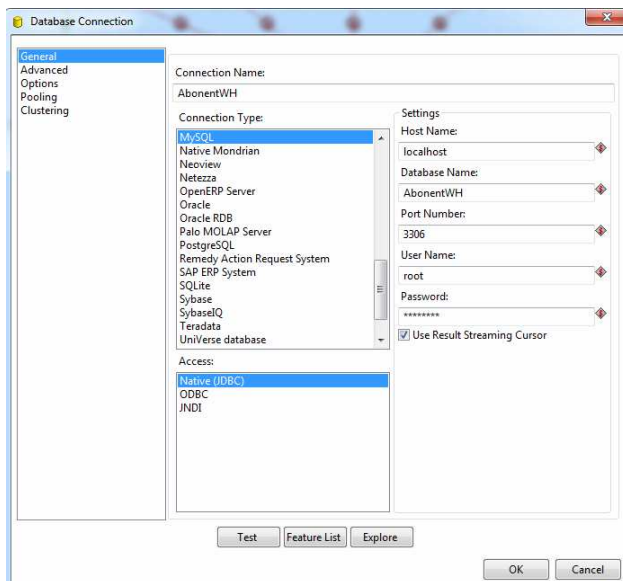 Database Connection
General
Advanced
Options
Pooling
Clustering
Connection Name:
AbonentWH
Connection Type:
MySQL
Native Mondrian
Neoview
Netezza
OpenERP Server
Oracle
Oracle RDB
Palo MOLAP Server
PostgreSQL
Remedy Action Request System
SAP ERP System
SQLite
Sybase
SybaseIQ
Teradata
UniVerse database
Access:
Native (JDBC)
ODBC
JNDI
Settings
Host Name:
localhost
Database Name:
AbonentWH
Port Number:
3306
User Name:
root
Password:
********
Use Result Streaming Cursor
Test Feature List Explore
OK Cancel